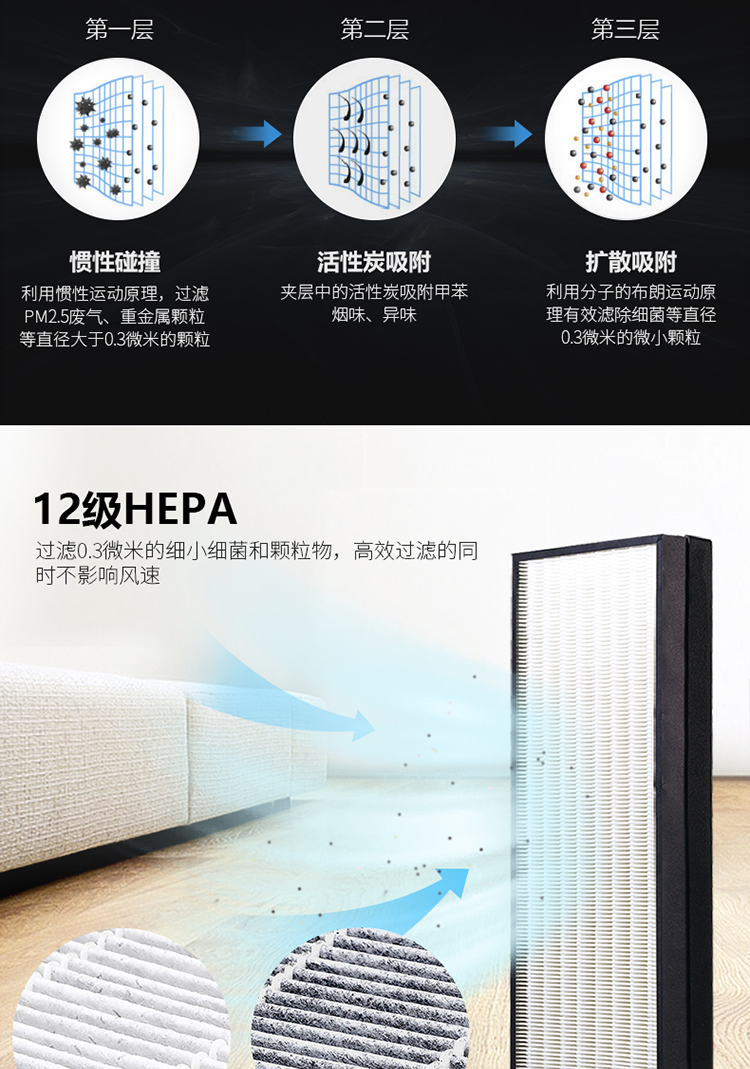 第一层
第二层
第三层
惯性碰撞
利用惯性运动原理，过滤
PM2.5废气、重金属颗粒
等直径大于0.3微米的颗粒
活性炭吸附
夹层中的活性炭吸附甲苯
烟味、异味
扩散吸附
利用分子的布朗运动原
理有效滤除细菌等直径
0.3微米的微小颗粒
12级HEPA
过滤0.3微米的细小细菌和颗粒物，高效过滤的同
时不影响风速